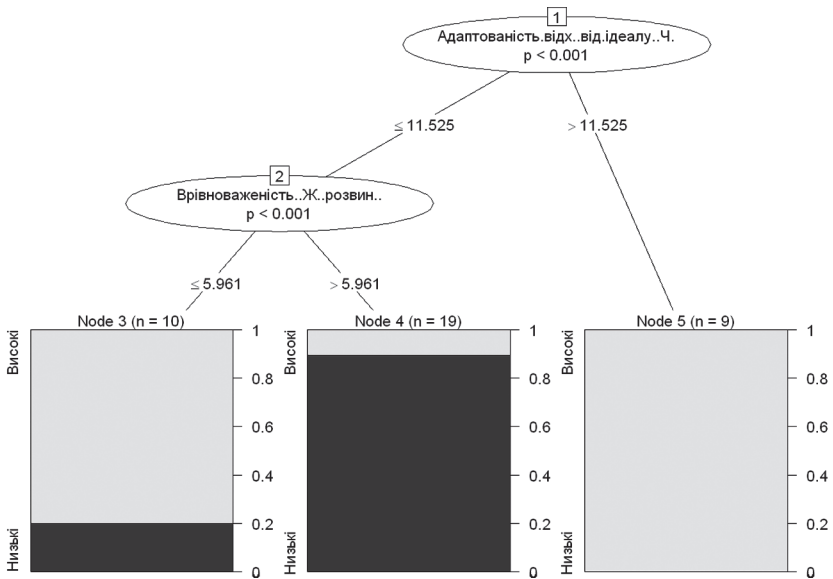 1
Адаптованість.відх..від.ідеалу..Ч.
p < 0.001
≤ 11.525
> 11.525
2
Врівноваженість..Ж..розвин..
p < 0.001
≤ 5.961
> 5.961
Node 3 (n = 10)
Високі
Низькі
1
0.8
0.6
0.4
0.2
0
Node 4 (n = 19)
Високі
Низькі
1
0.8
0.6
0.4
0.2
0
Node 5 (n = 9)
Високі
Низькі
1
0.8
0.6
0.4
0.2
0